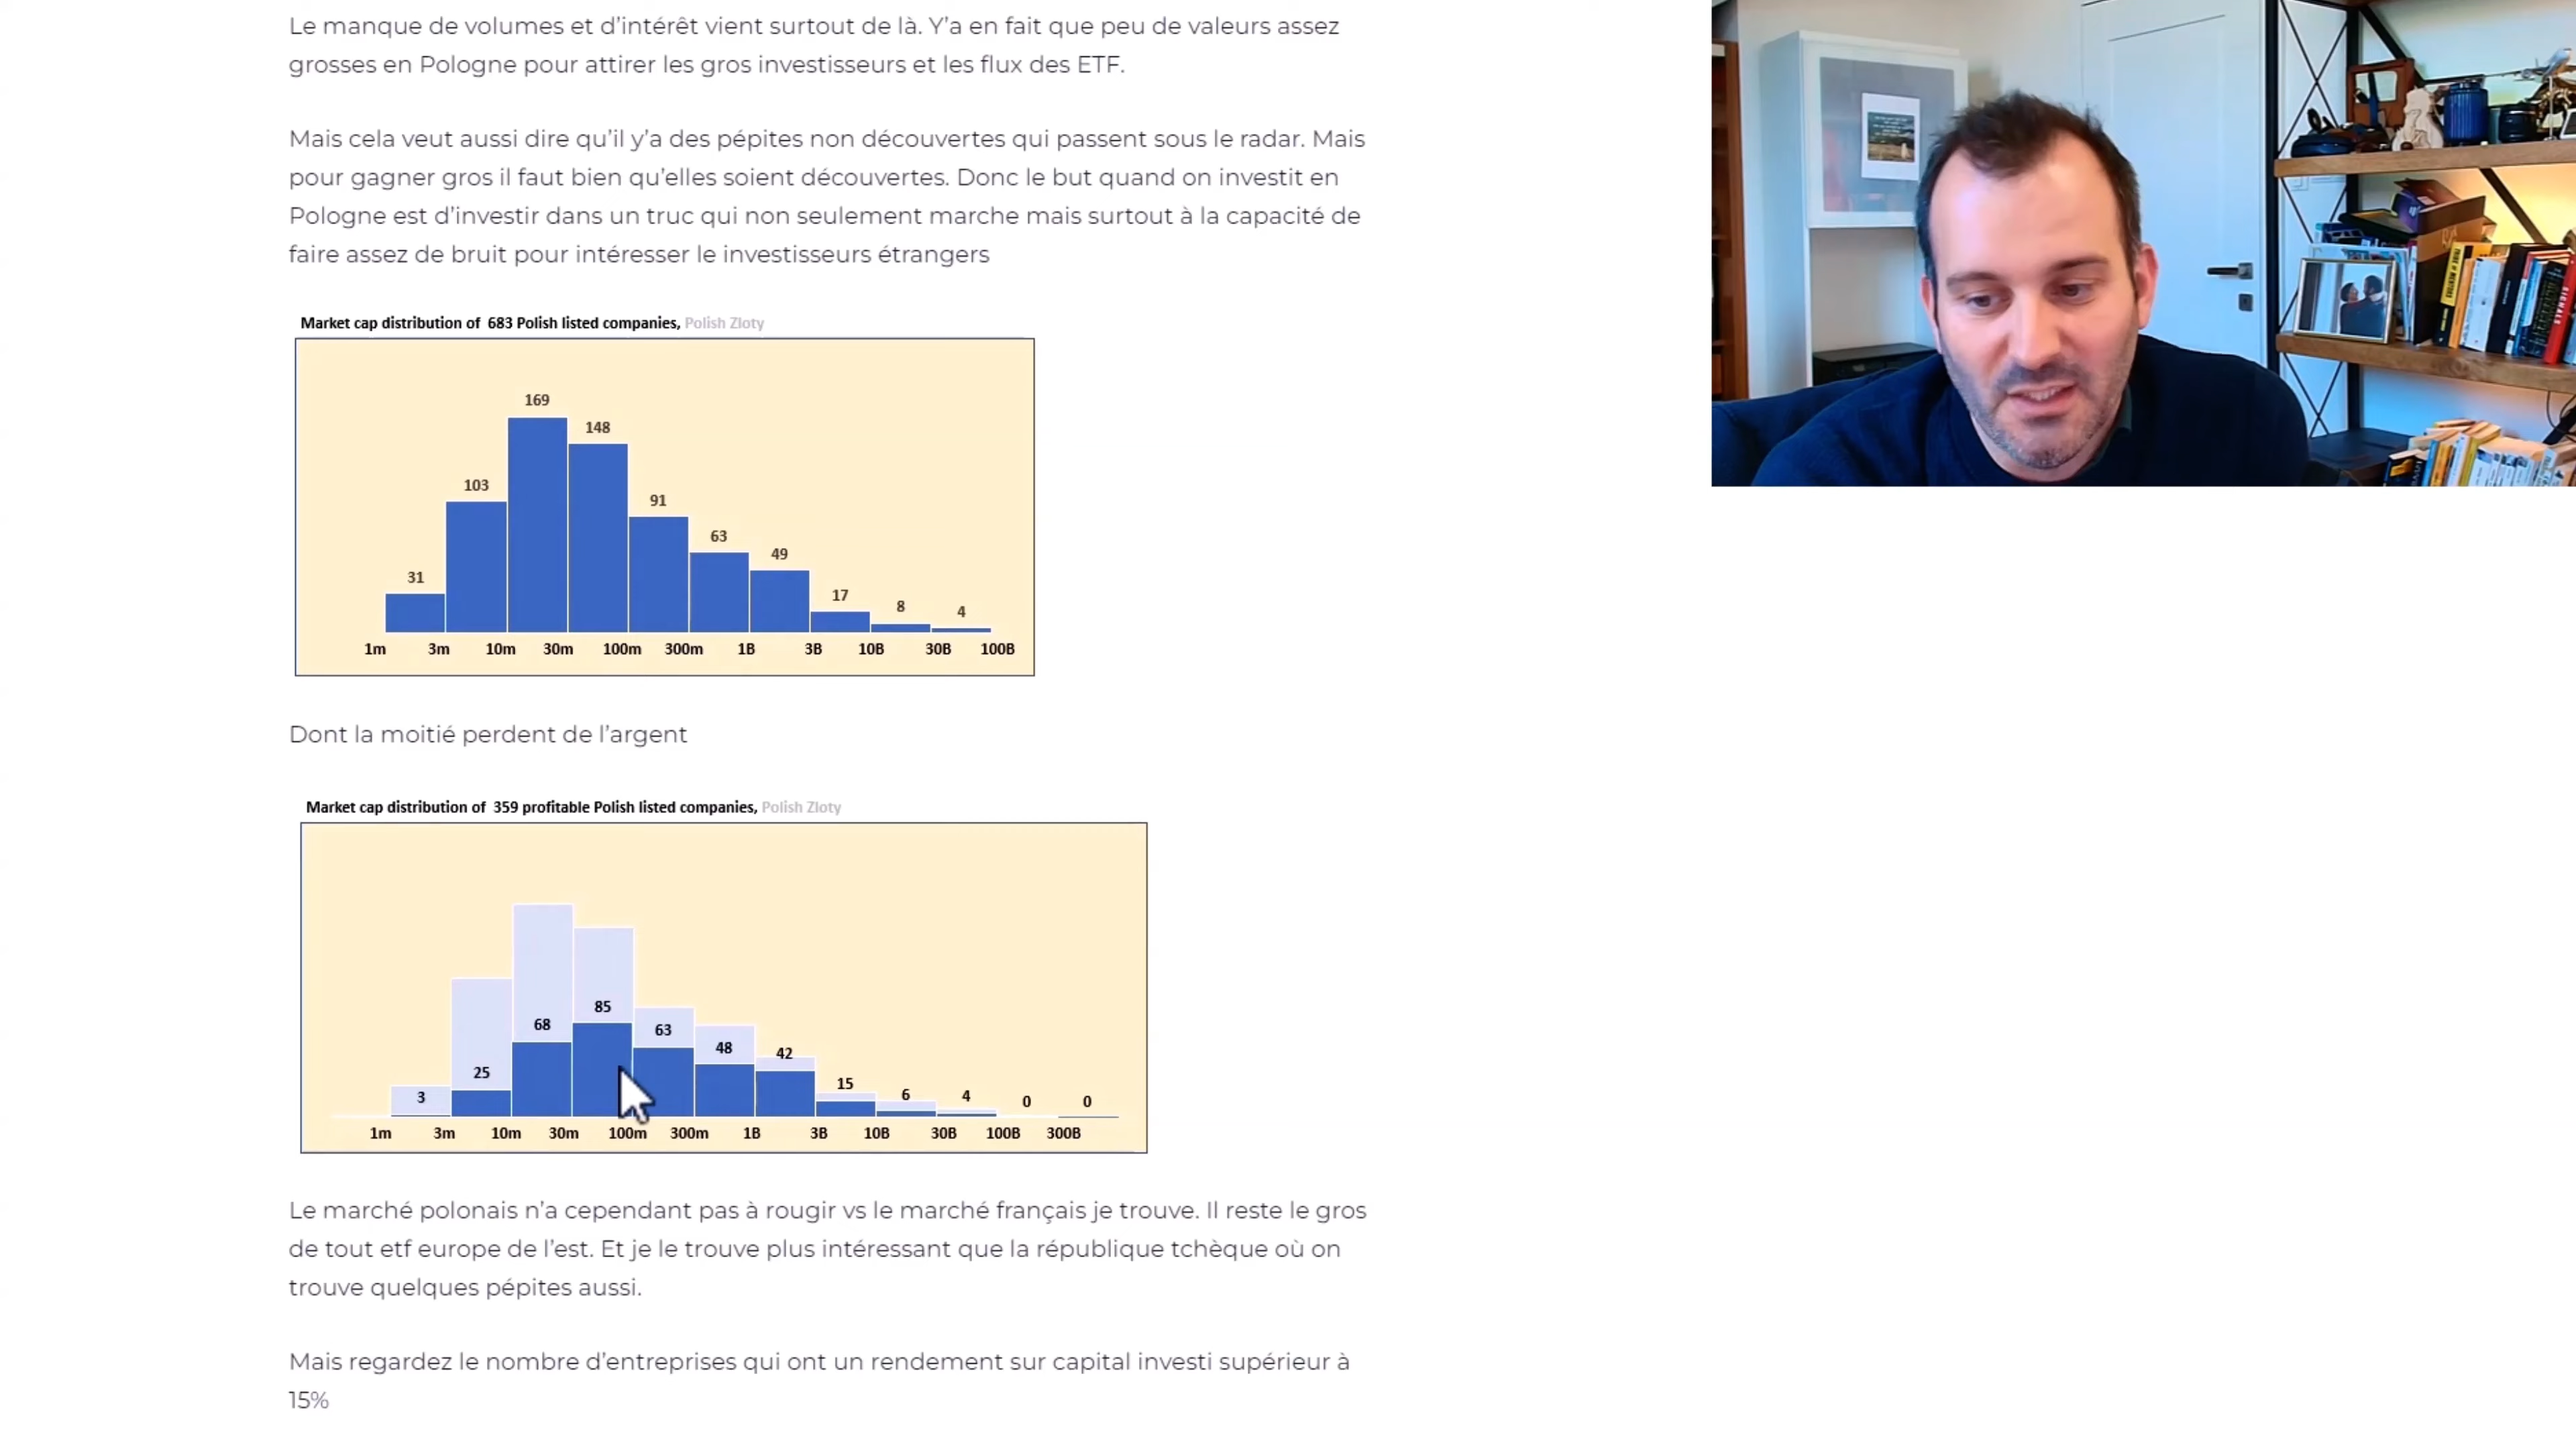 Le manque de volumes et d’intérêt vient surtout de là. Y’a en fait que peu de valeurs assez
grosses en Pologne pour attirer les gros investisseurs et les flux des ETF.
Mais cela veut aussi dire qu’il y’a des pépites non découvertes qui passent sous le radar. Mais
pour gagner gros il faut bien qu’elles soient découvertes. Donc le but quand on investit en
Pologne est d’investir dans un truc qui non seulement marche mais surtout à la capacité de
faire assez de bruit pour intéresser le investisseurs étrangers
Market cap distribution of 683 Polish listed companies, Polish Zloty
169
148
103
91
63
49
31
17
8
4
1m 3m 10m 30m 100m 300m 1B 3B 10B 30B 100B
Dont la moitié perdent de l’argent
Market cap distribution of 359 profitable Polish listed companies, Polish Zloty
85
68
63
48
42
25
15
3
6
4
0
0
1m 3m 10m 30m 100m 300m 1B 3B 10B 30B 100B 300B
Le marché polonais n’a cependant pas à rougir vs le marché français je trouve. Il reste le gros
de tout etf europe de l’est. Et je le trouve plus intéressant que la république tchèque où on
trouve quelques pépites aussi.
Mais regardez le nombre d’entreprises qui ont un rendement sur capital investi supérieur à
15%